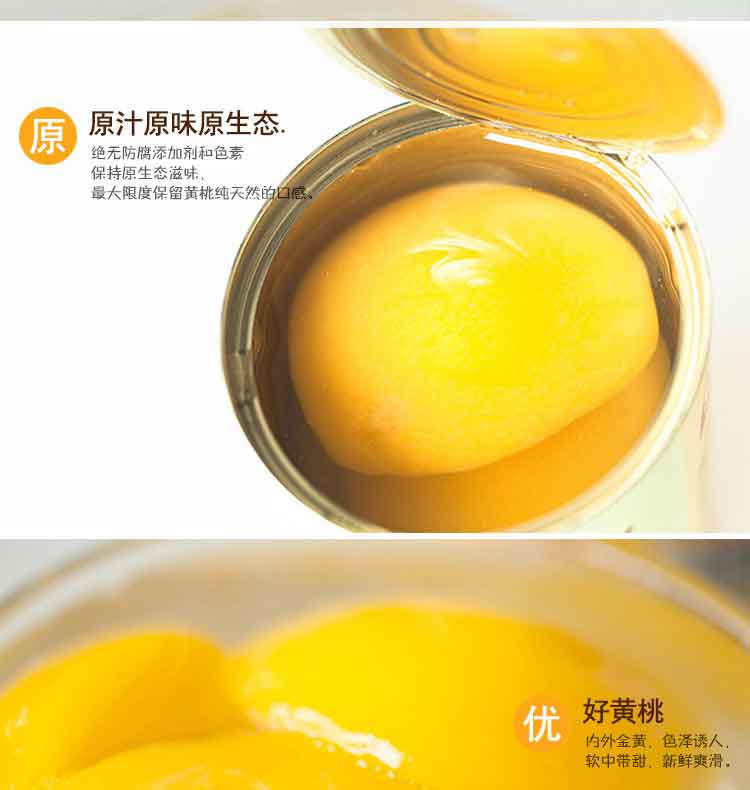 原
原汁原味原生态.
绝无防腐添加剂和色素
保持原生态滋味、
最大限度保留黄桃纯天然的口感。
优
好黄桃
内外金黄、色泽诱人、
软中带甜、新鲜爽滑。